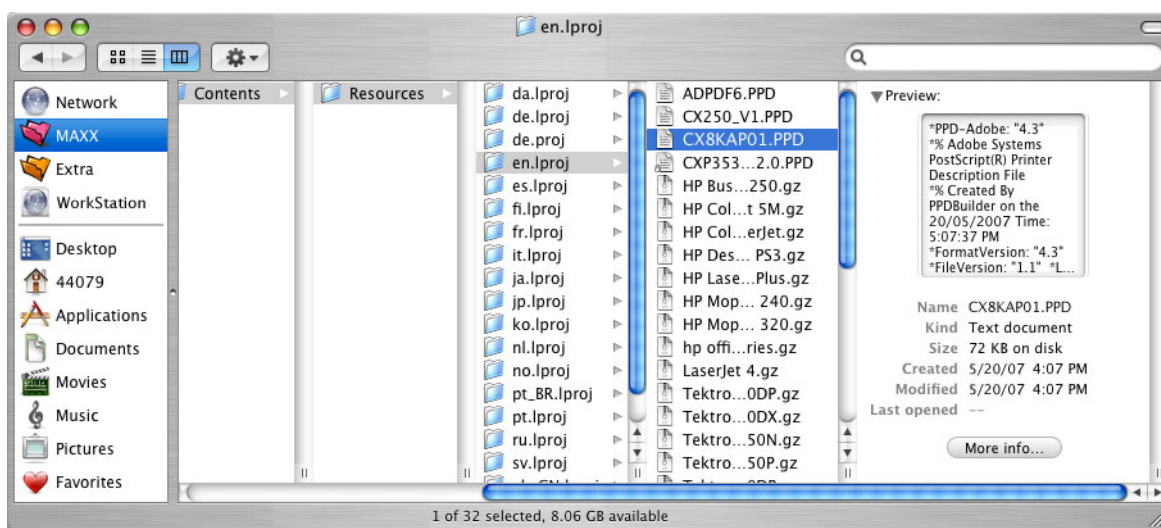 en.lproj
Network
MAXX
Extra
WorkStation
Desktop
44079
Applications
Documents
Movies
Music
Pictures
Favorites
Contents
Resources
da.lproj
de.lproj
de.proj
en.lproj
es.lproj
fi.lproj
fr.lproj
it.lproj
ja.lproj
jp.lproj
ko.lproj
nl.lproj
no.lproj
pt_BR.lproj
pt.lproj
ru.lproj
sv.lproj
ADPDF6.PPD
CX250_V1.PPD
CX8KAP01.PPD
CXP353...2.0.PPD
HP Bus...250.gz
HP Col...t 5M.gz
HP Col...erJet.gz
HP Des... PS3.gz
HP Lase...Plus.gz
HP Mop... 240.gz
HP Mop... 320.gz
hp offi...ries.gz
LaserJet 4.gz
Tektro...0DP.gz
Tektro...0DX.gz
Tektro...50N.gz
Tektro...50P.gz
Preview:
*PPD-Adobe: "4.3"
*% Adobe Systems
PostScript(R) Printer
Description File
*% Created By
PPDBuilder on the
20/05/2007 Time:
5:07:37 PM
*FormatVersion: "4.3"
*FileVersion: "1.1" *L...
Name CX8KAP01.PPD
Kind Text document
Size 72 KB on disk
Created 5/20/07 4:07 PM
Modified 5/20/07 4:07 PM
Last opened --
More info...
1 of 32 selected, 8.06 GB available